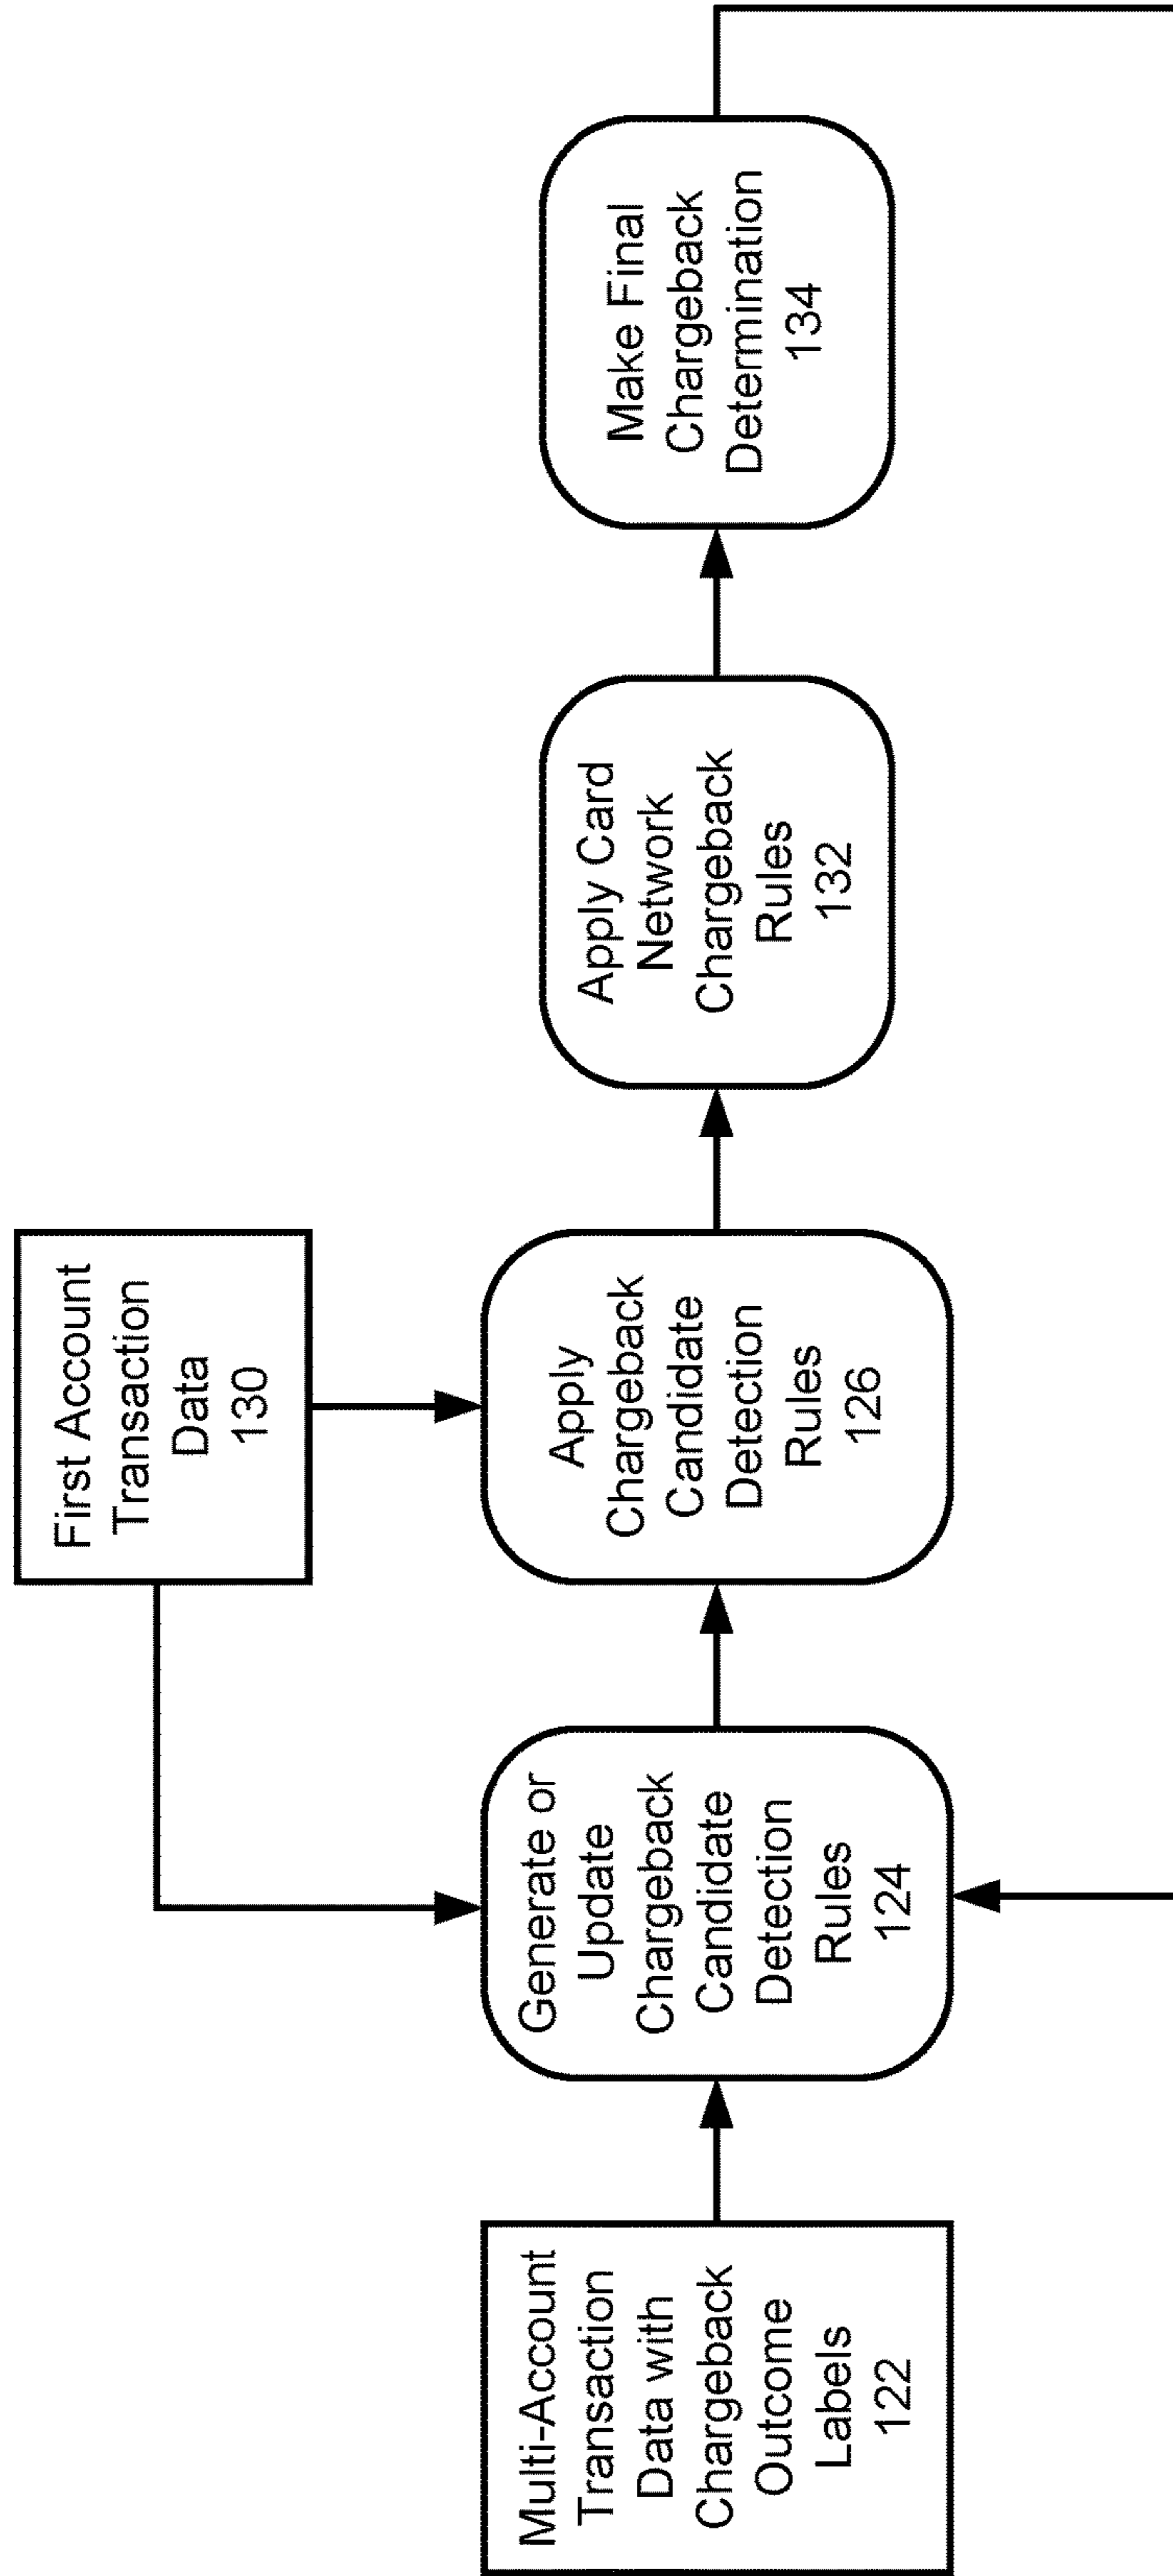 First Account
Transaction
Data
130
Multi-Account
Transaction
Data with
Chargeback
Outcome
Labels
122
Generate or
Update
Chargeback
Candidate
Detection
Rules
124
Apply
Chargeback
Candidate
Detection
Rules
126
Apply Card
Network
Chargeback
Rules
132
Make Final
Chargeback
Determination
134